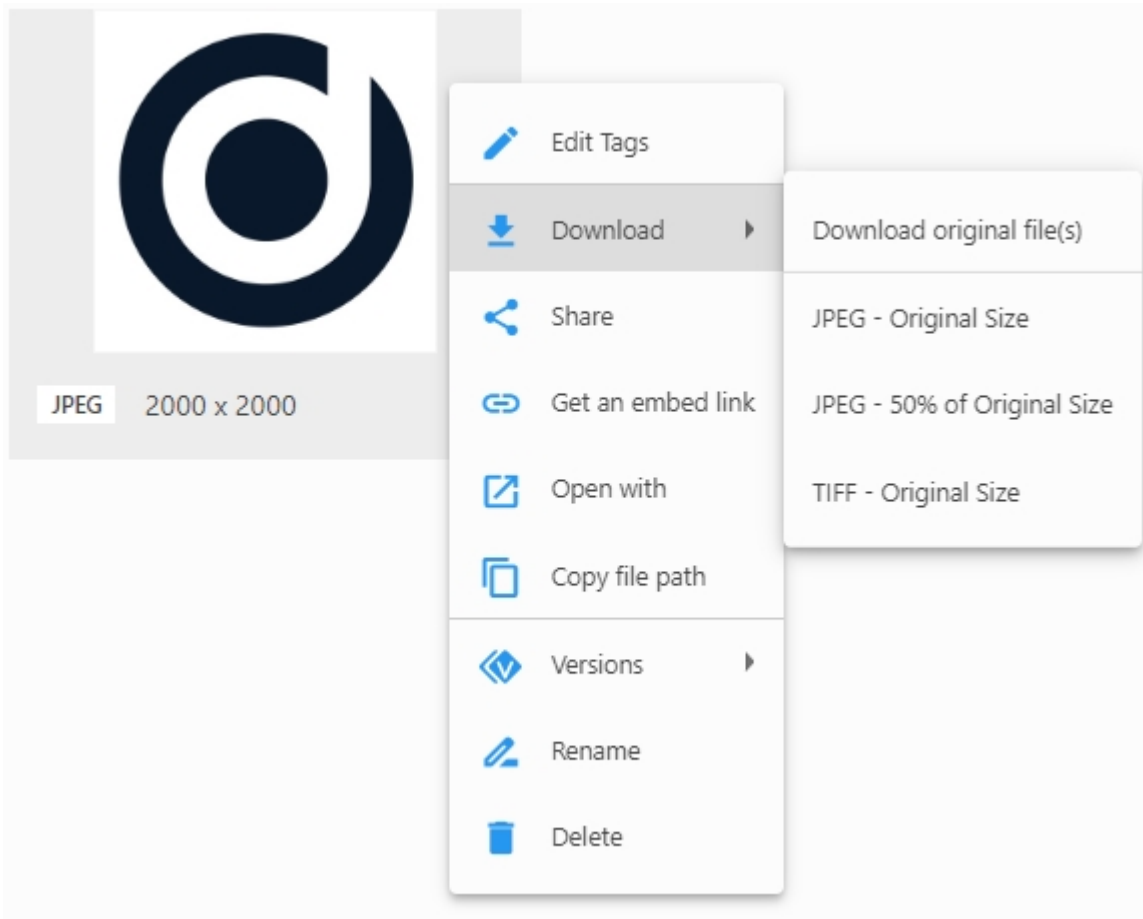 JPEG 2000 x 2000
Edit Tags
Download
Share
Get an embed link
Open with
Copy file path
Versions
Rename
Delete
Download original file(s)
JPEG - Original Size
JPEG - 50% of Original Size
TIFF - Original Size